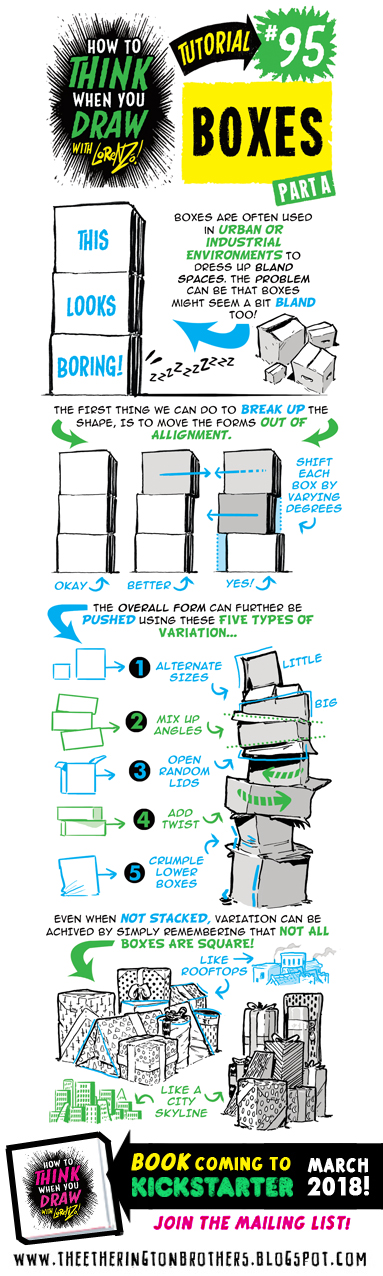 HOW TO
THINK
WHEN YOU
DRAW
WITH LORENZO!
TUTORIAL
#95
BOXES
PART A
THIS
LOOKS
BORING!
BOXES ARE OFTEN USED
IN URBAN OR
INDUSTRIAL
ENVIRONMENTS TO
DRESS UP BLAND
SPACES. THE PROBLEM
CAN BE THAT BOXES
MIGHT SEEM A BIT BLAND
TOO!
ZZZZZZZZZZ
THE FIRST THING WE CAN DO TO BREAK UP THE
SHAPE, IS TO MOVE THE FORMS OUT OF
ALLIGNMENT.
SHIFT
EACH
BOX BY
VARYING
DEGREES
OKAY
BETTER
YES!
THE OVERALL FORM CAN FURTHER BE
PUSHED USING THESE FIVE TYPES OF
VARIATION...
1 ALTERNATE
SIZES
LITTLE
BIG
2 MIX UP
ANGLES
3 OPEN
RANDOM
LIDS
4 ADD
TWIST
5 CRUMPLE
LOWER
BOXES
EVEN WHEN NOT STACKED, VARIATION CAN BE
ACHIVED BY SIMPLY REMEMBERING THAT NOT ALL
BOXES ARE SQUARE!
LIKE
ROOFTOPS
LIKE A
CITY
SKYLINE
HOW TO
THINK
WHEN YOU
DRAW
WITH LORENZO!
BOOK COMING TO
KICKSTARTER
MARCH
2018!
JOIN THE MAILING LIST!
WWW.THEETHERINGTONBROTHERS.BLOGSPOT.COM